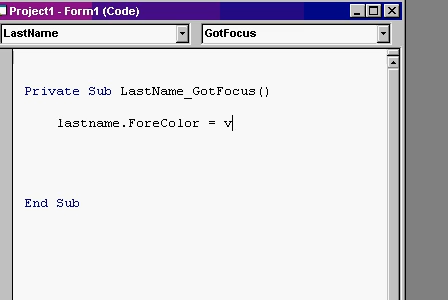 Project1 - Form1 (Code)
LastName GotFocus
Private Sub LastName_GotFocus()
lastname.ForeColor = v
End Sub